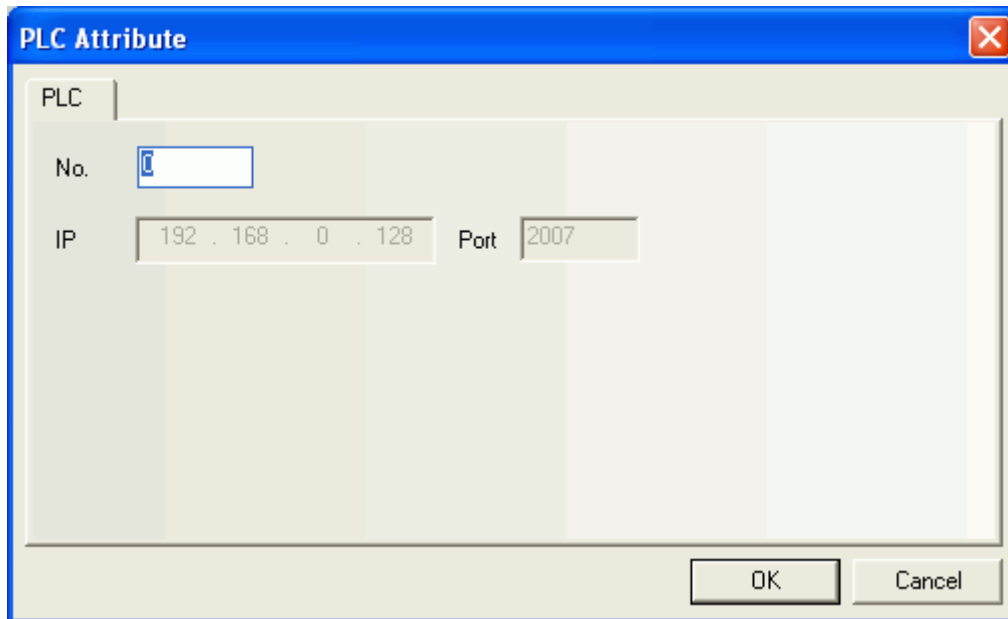 PLC Attribute
PLC
No. 0
IP 192 . 168 . 0 . 128 Port 2007
OK Cancel